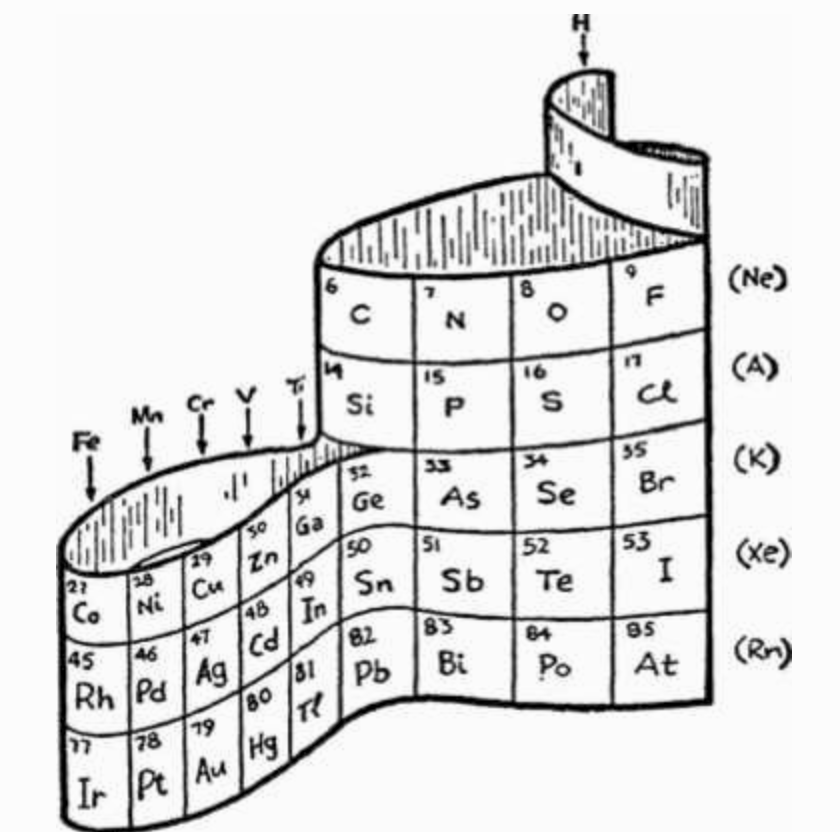 H
6 C 7 N 8 O 9 F (Ne)
14 Si 15 P 16 S 17 Cl (A)
Fe Mn Cr V Ti
32 Ge 33 As 34 Se 35 Br (K)
27 Co 28 Ni 29 Cu 30 Zn 31 Ga
50 Sn 51 Sb 52 Te 53 I (Xe)
45 Rh 46 Pd 47 Ag 48 Cd 49 In
82 Pb 83 Bi 84 Po 85 At (Rn)
77 Ir 78 Pt 79 Au 80 Hg 81 Tl